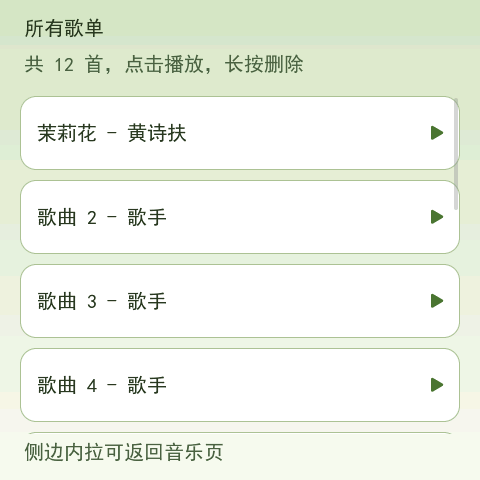 所有歌单
共 12 首，点击播放，长按删除
茉莉花 - 黄诗扶
歌曲 2 - 歌手
歌曲 3 - 歌手
歌曲 4 - 歌手
侧边内拉可返回音乐页